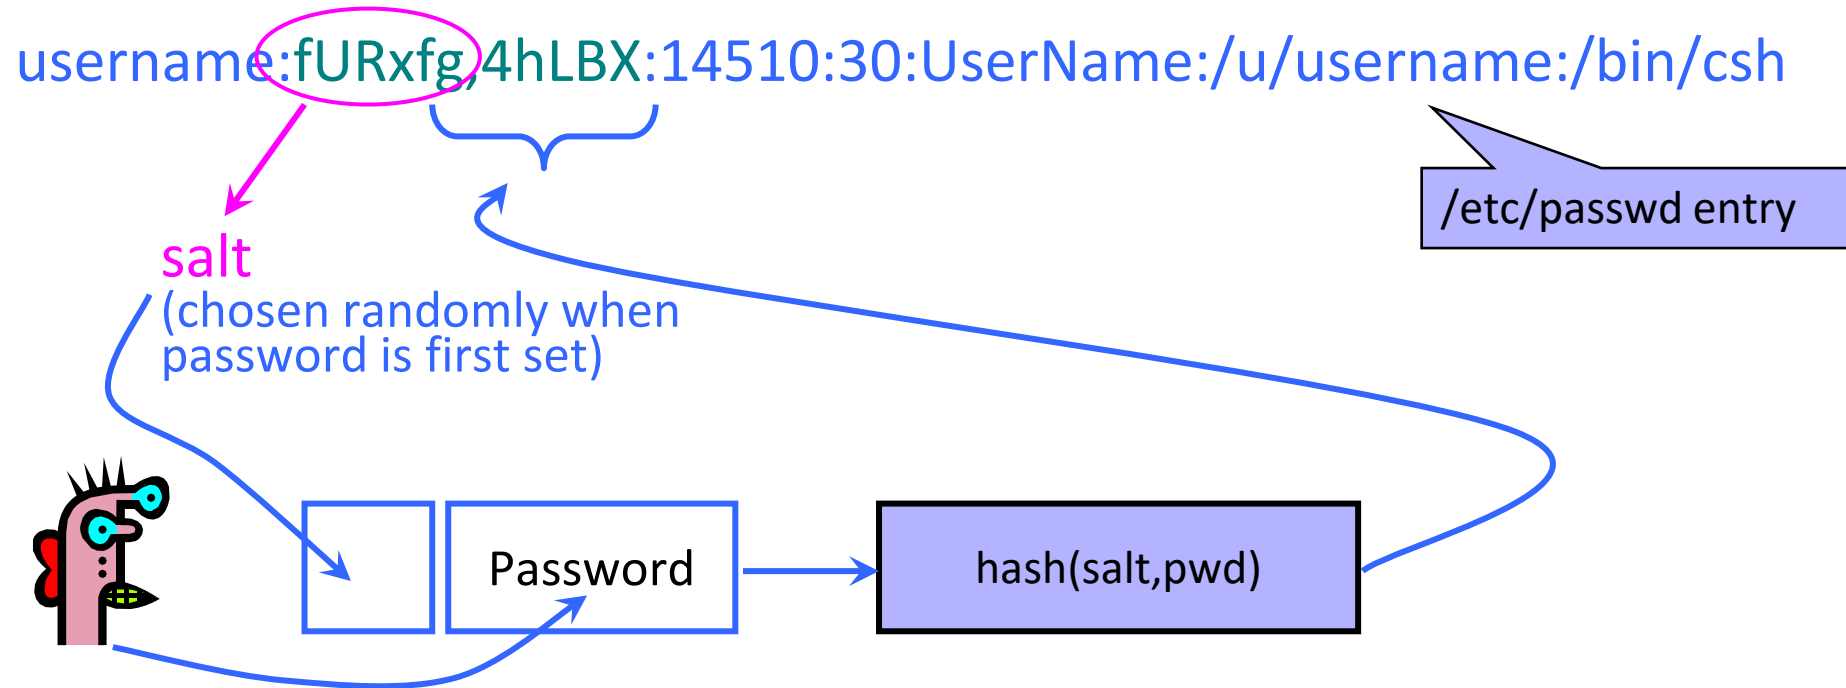 username:fURxfg,4hLBX:14510:30:UserName:/u/username:/bin/csh
/etc/passwd entry
salt
(chosen randomly when
password is first set)
Password
hash(salt,pwd)